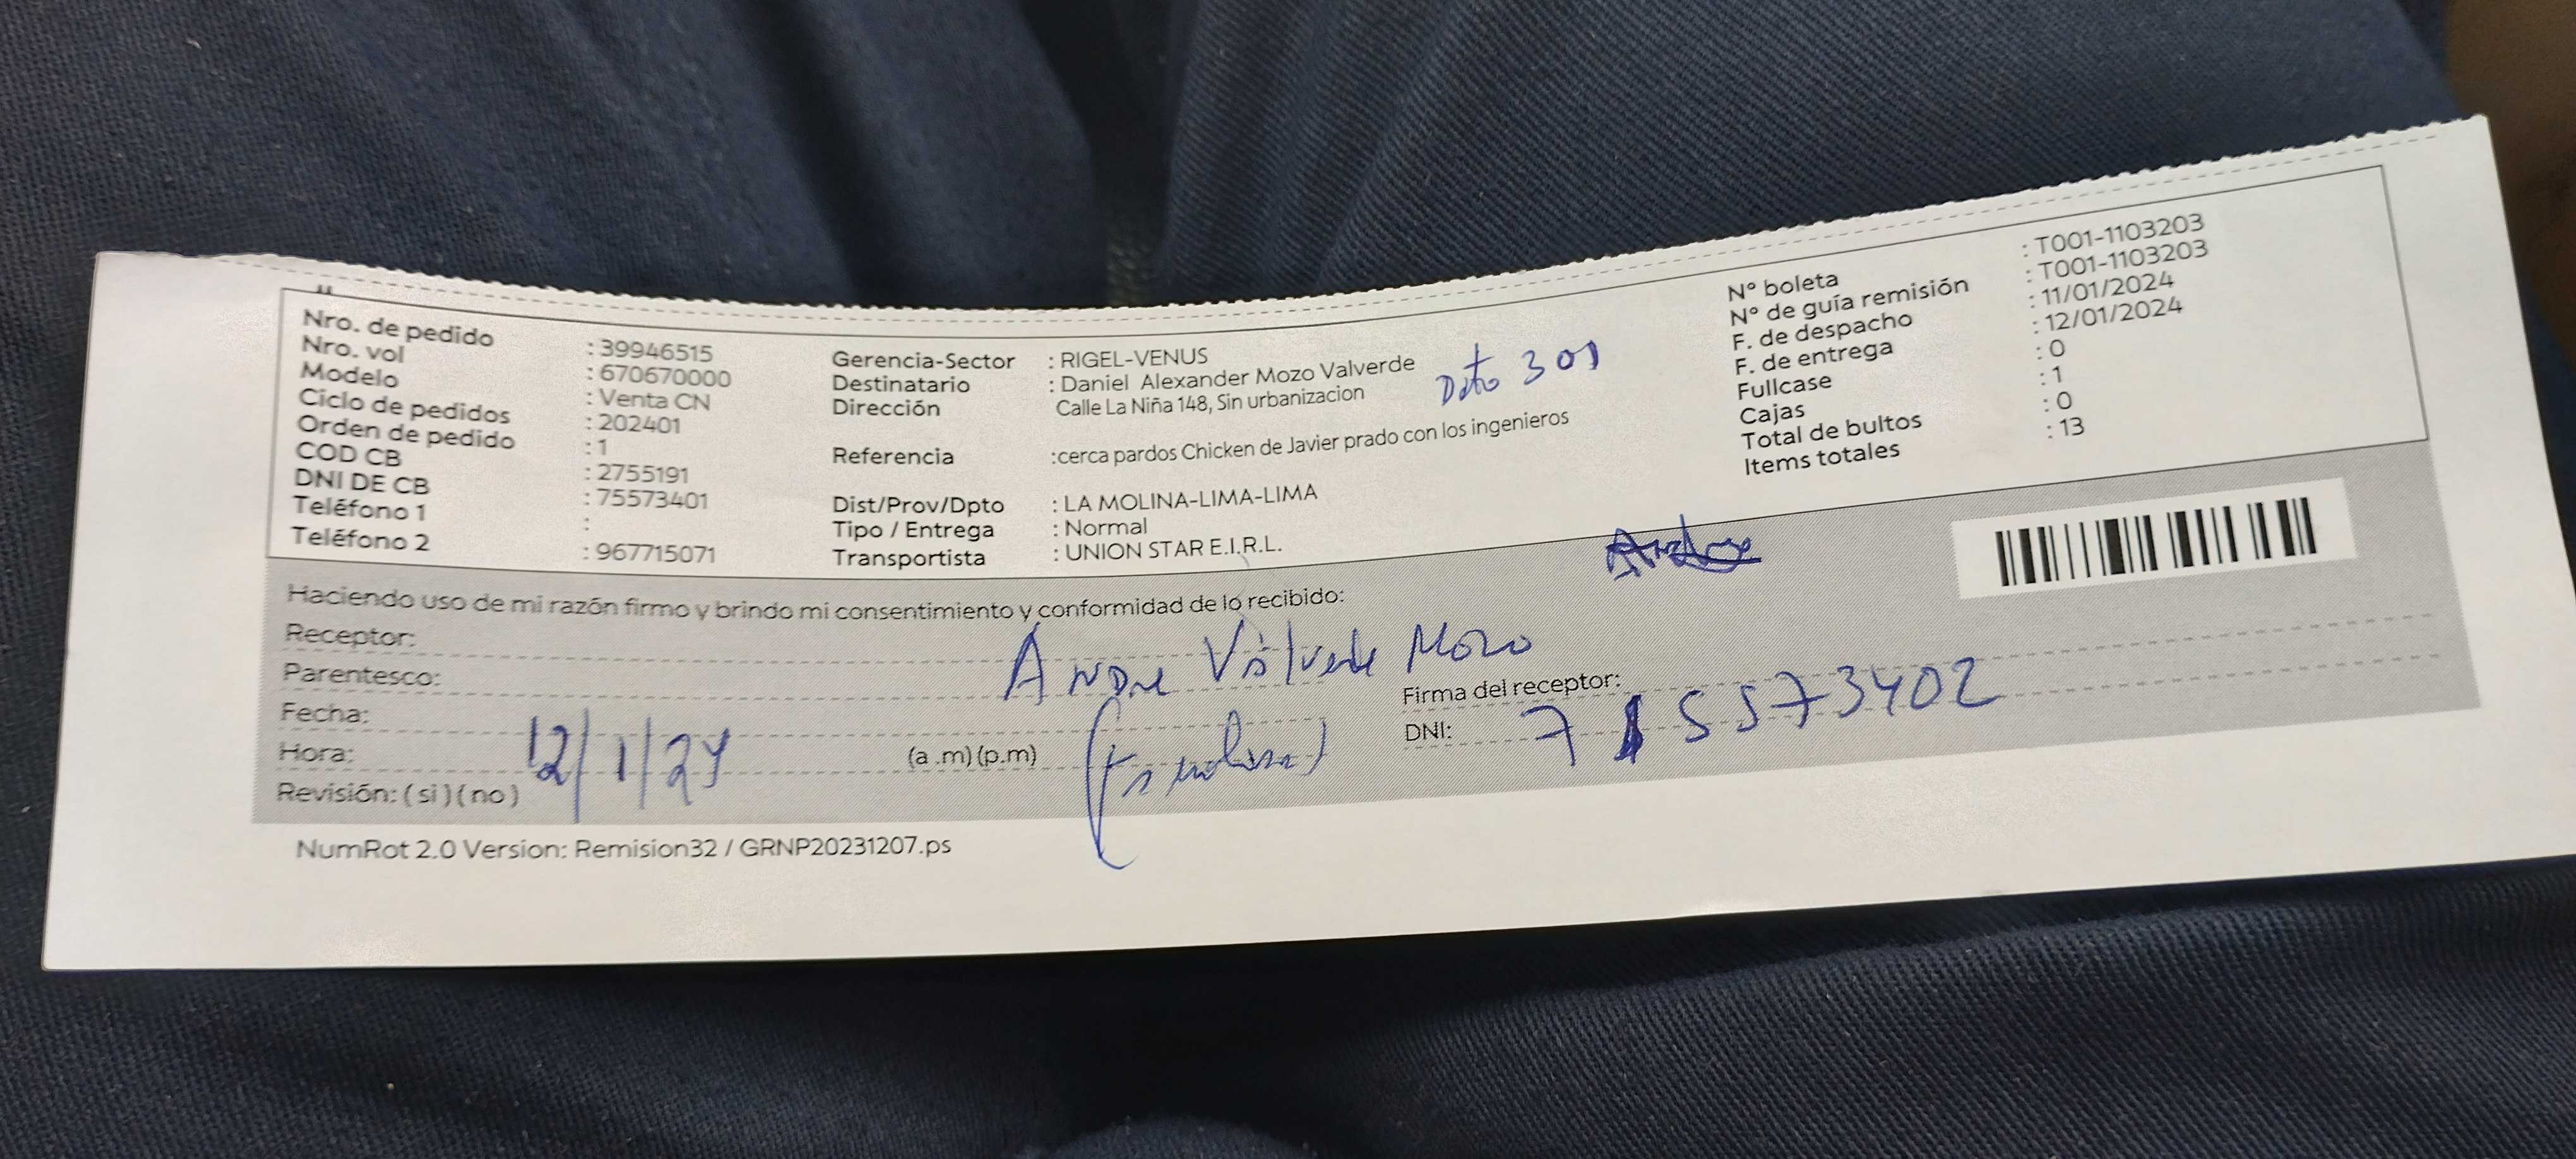 Nro. de pedido : 39946515
Nro. vol : 670670000
Modelo : Venta CN
Ciclo de pedidos : 202401
Orden de pedido : 1
COD CB : 2755191
DNI DE CB : 75573401
Teléfono 1 :
Teléfono 2 : 967715071
Gerencia-Sector : RIGEL-VENUS
Destinatario : Daniel Alexander Mozo Valverde
Dirección Calle La Niña 148, Sin urbanizacion
Dpto 301
Referencia :cerca pardos Chicken de Javier prado con los ingenieros
Dist/Prov/Dpto : LA MOLINA-LIMA-LIMA
Tipo / Entrega : Normal
Transportista : UNION STAR E.I.R.L.
N° boleta : T001-1103203
N° de guía remisión : T001-1103203
F. de despacho : 11/01/2024
F. de entrega : 12/01/2024
Fullcase : 0
Cajas : 1
Total de bultos : 0
Items totales : 13
Haciendo uso de mi razón firmo y brindo mi consentimiento y conformidad de lo recibido:
Receptor: Andre Valverde Mozo
Parentesco:
Firma del receptor:
Fecha: 12/1/24
DNI: 75573402
Hora: (a .m) (p.m)
Revisión: ( si ) ( no )
NumRot 2.0 Version: Remision32 / GRNP20231207.ps